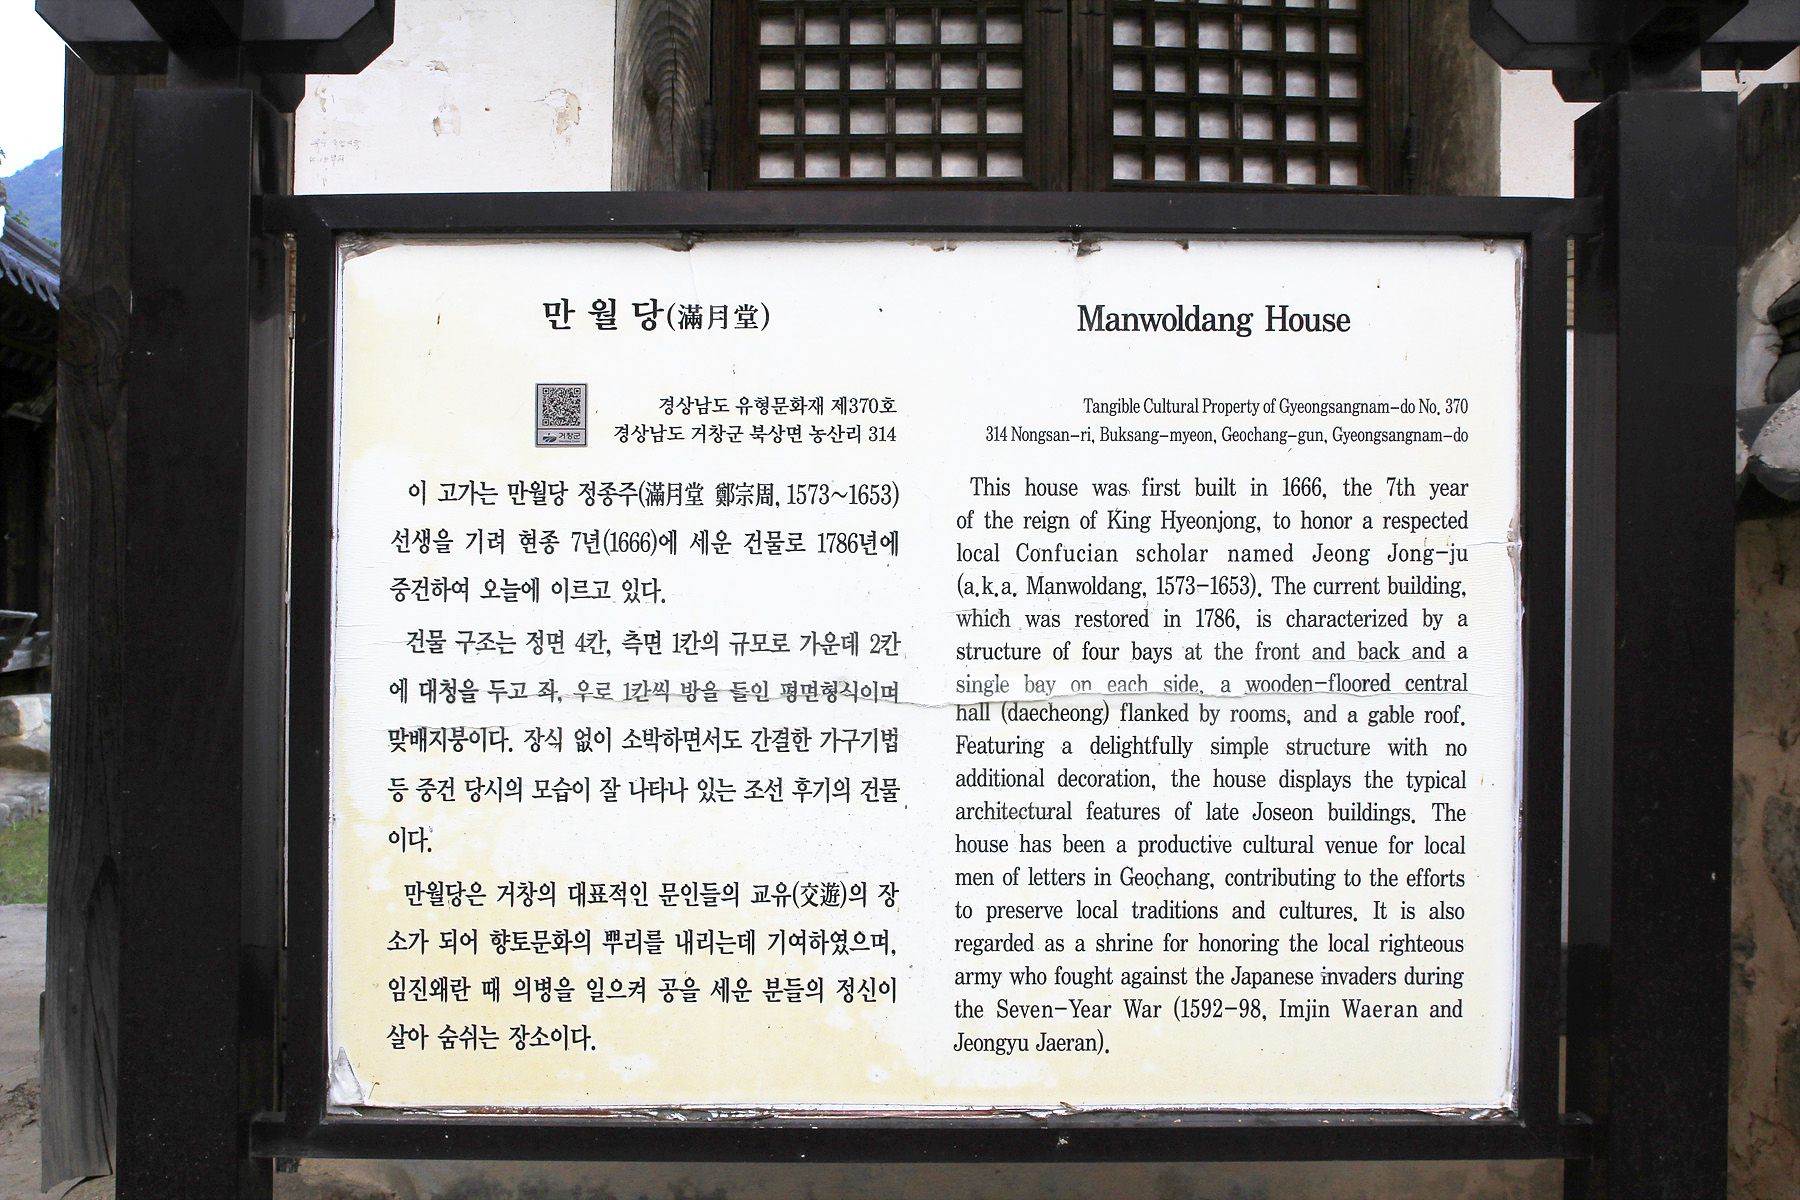 만 월 당(滿月堂)
거창군
경상남도 유형문화재 제370호
경상남도 거창군 북상면 농산리 314
이 고가는 만월당 정종주(滿月堂 鄭宗周, 1573~1653)
선생을 기려 현종 7년(1666)에 세운 건물로 1786년에
중건하여 오늘에 이르고 있다.
건물 구조는 정면 4칸, 측면 1칸의 규모로 가운데 2칸
에 대청을 두고 좌, 우로 1칸씩 방을 들인 평면형식이며
맞배지붕이다. 장식 없이 소박하면서도 간결한 가구기법
등 중건 당시의 모습이 잘 나타나 있는 조선 후기의 건물
이다.
만월당은 거창의 대표적인 문인들의 교유(交遊)의 장
소가 되어 향토문화의 뿌리를 내리는데 기여하였으며,
임진왜란 때 의병을 일으켜 공을 세운 분들의 정신이
살아 숨쉬는 장소이다.
Manwoldang House
Tangible Cultural Property of Gyeongsangnam-do No. 370
314 Nongsan-ri, Buksang-myeon, Geochang-gun, Gyeongsangnam-do
This house was first built in 1666, the 7th year
of the reign of King Hyeonjong, to honor a respected
local Confucian scholar named Jeong Jong-ju
(a.k.a. Manwoldang, 1573-1653). The current building,
which was restored in 1786, is characterized by a
structure of four bays at the front and back and a
single bay on each side, a wooden-floored central
hall (daecheong) flanked by rooms, and a gable roof.
Featuring a delightfully simple structure with no
additional decoration, the house displays the typical
architectural features of late Joseon buildings. The
house has been a productive cultural venue for local
men of letters in Geochang, contributing to the efforts
to preserve local traditions and cultures. It is also
regarded as a shrine for honoring the local righteous
army who fought against the Japanese invaders during
the Seven-Year War (1592-98, Imjin Waeran and
Jeongyu Jaeran).